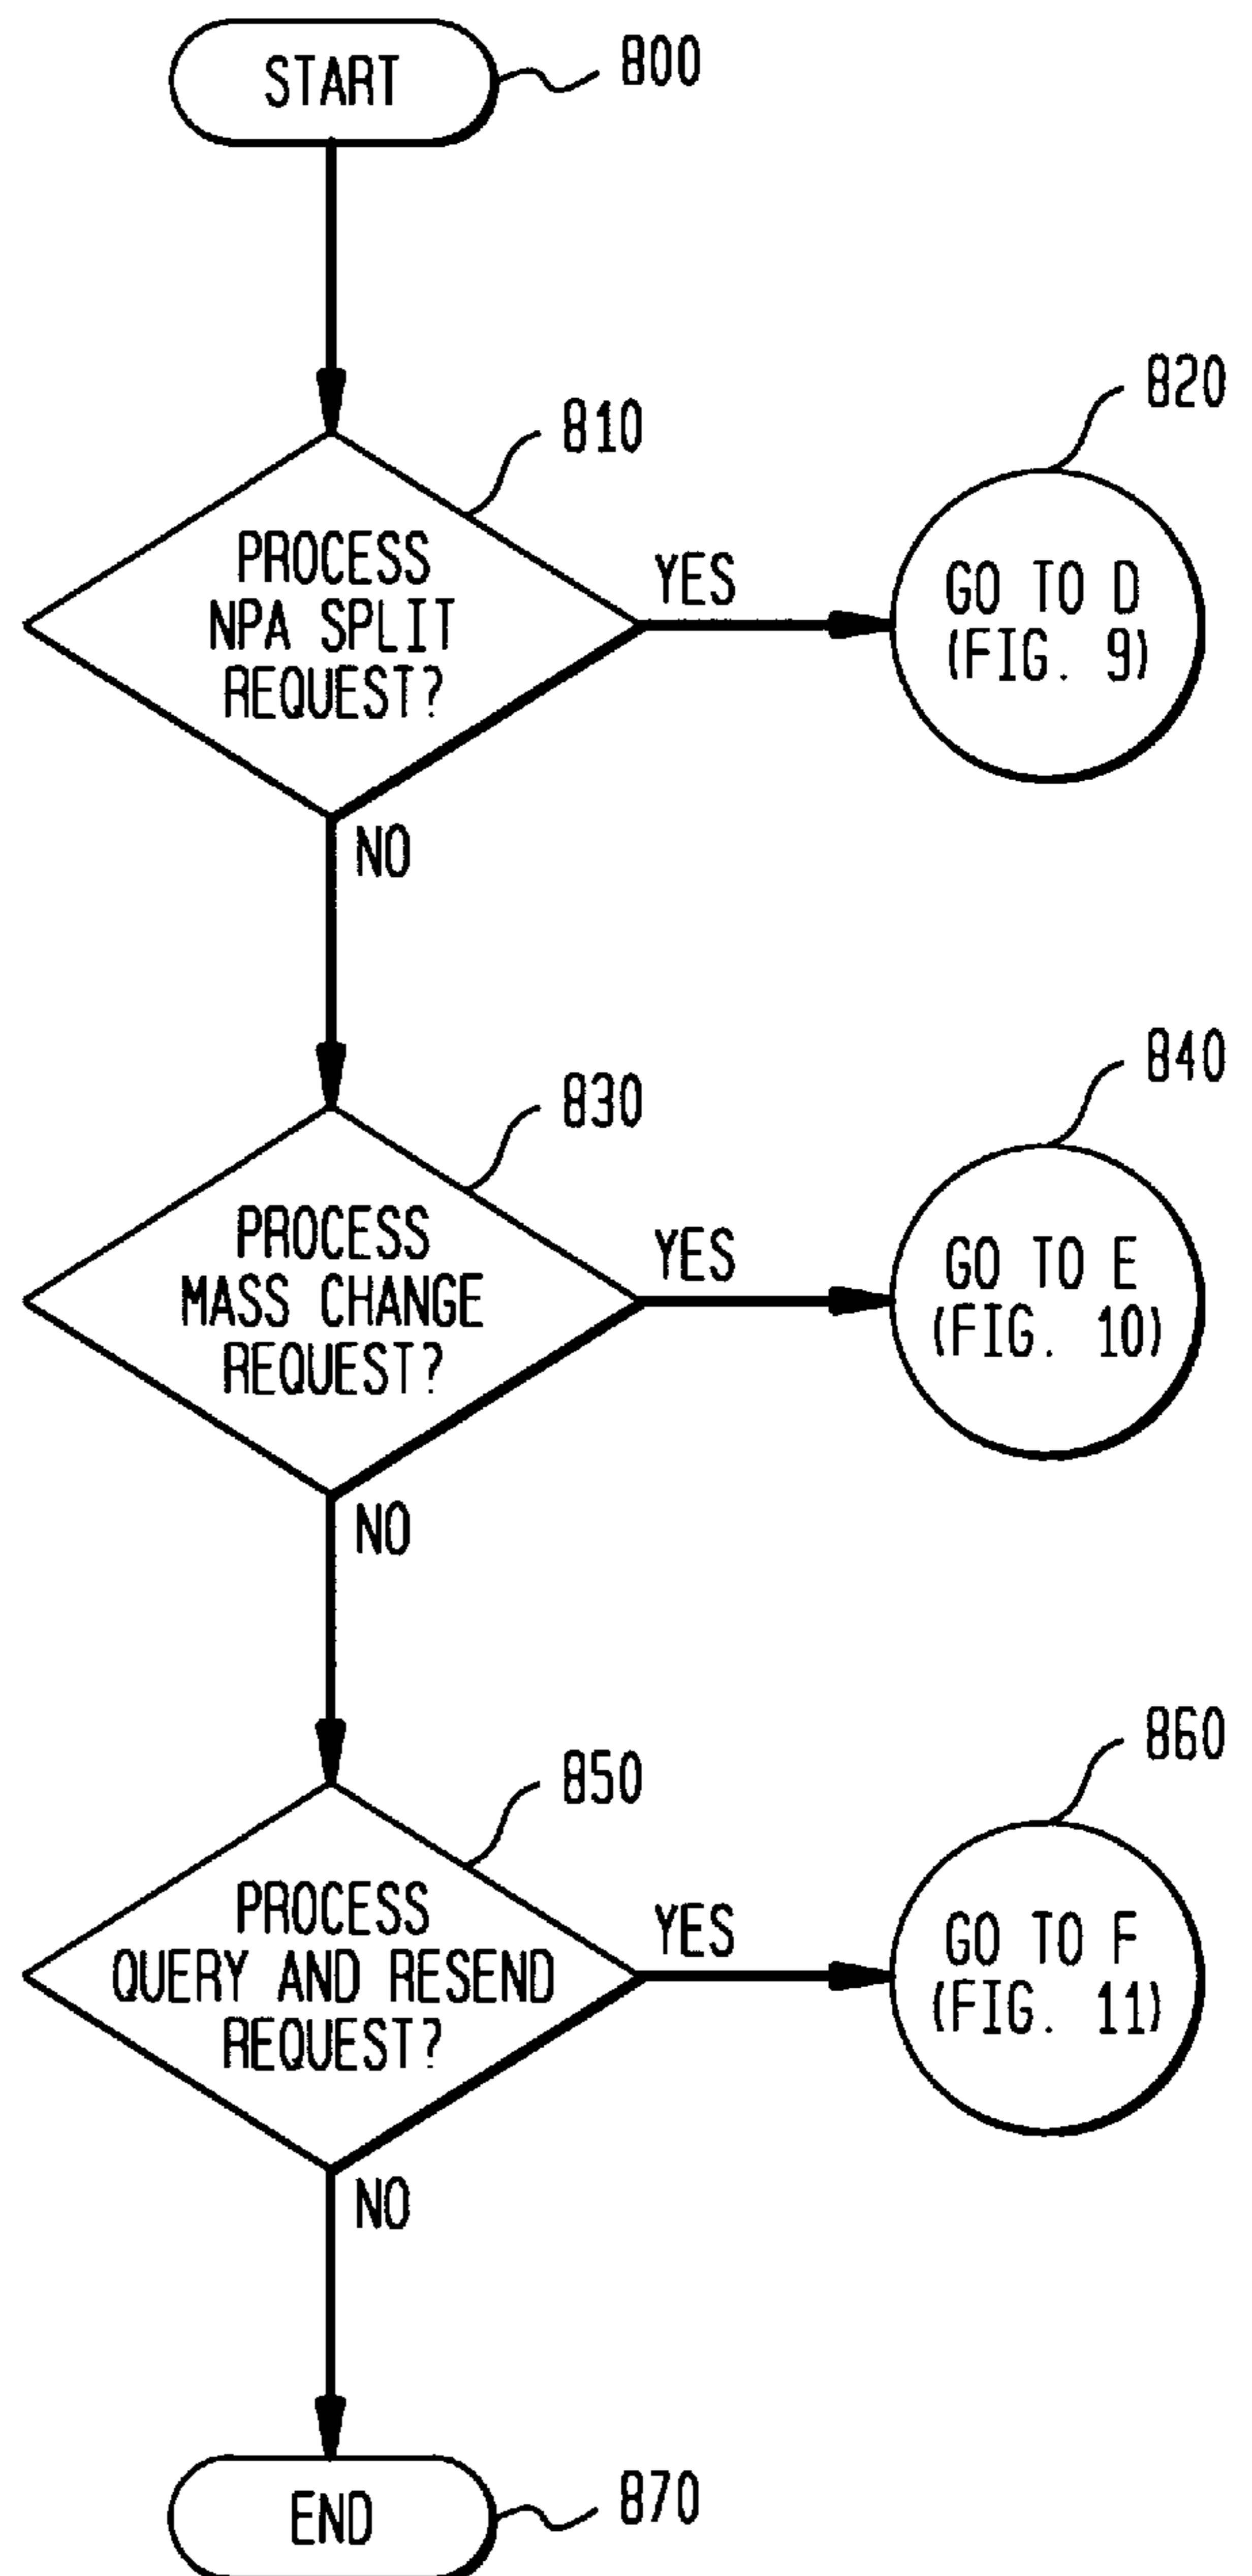 START
800
810
PROCESS
NPA SPLIT
REQUEST?
YES
820
GO TO D
(FIG. 9)
NO
830
PROCESS
MASS CHANGE
REQUEST?
YES
840
GO TO E
(FIG. 10)
NO
850
PROCESS
QUERY AND RESEND
REQUEST?
YES
860
GO TO F
(FIG. 11)
NO
END
870